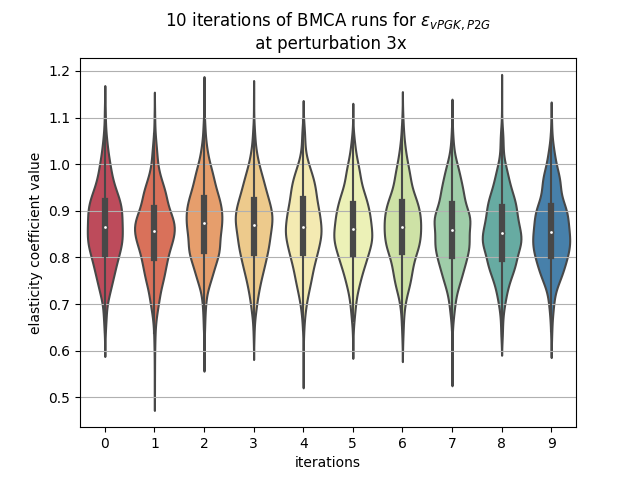 10 iterations of BMCA runs for ε_{vPGK, P2G}
at perturbation 3x
elasticity coefficient value
1.2
1.1
1.0
0.9
0.8
0.7
0.6
0.5
0 1 2 3 4 5 6 7 8 9
iterations